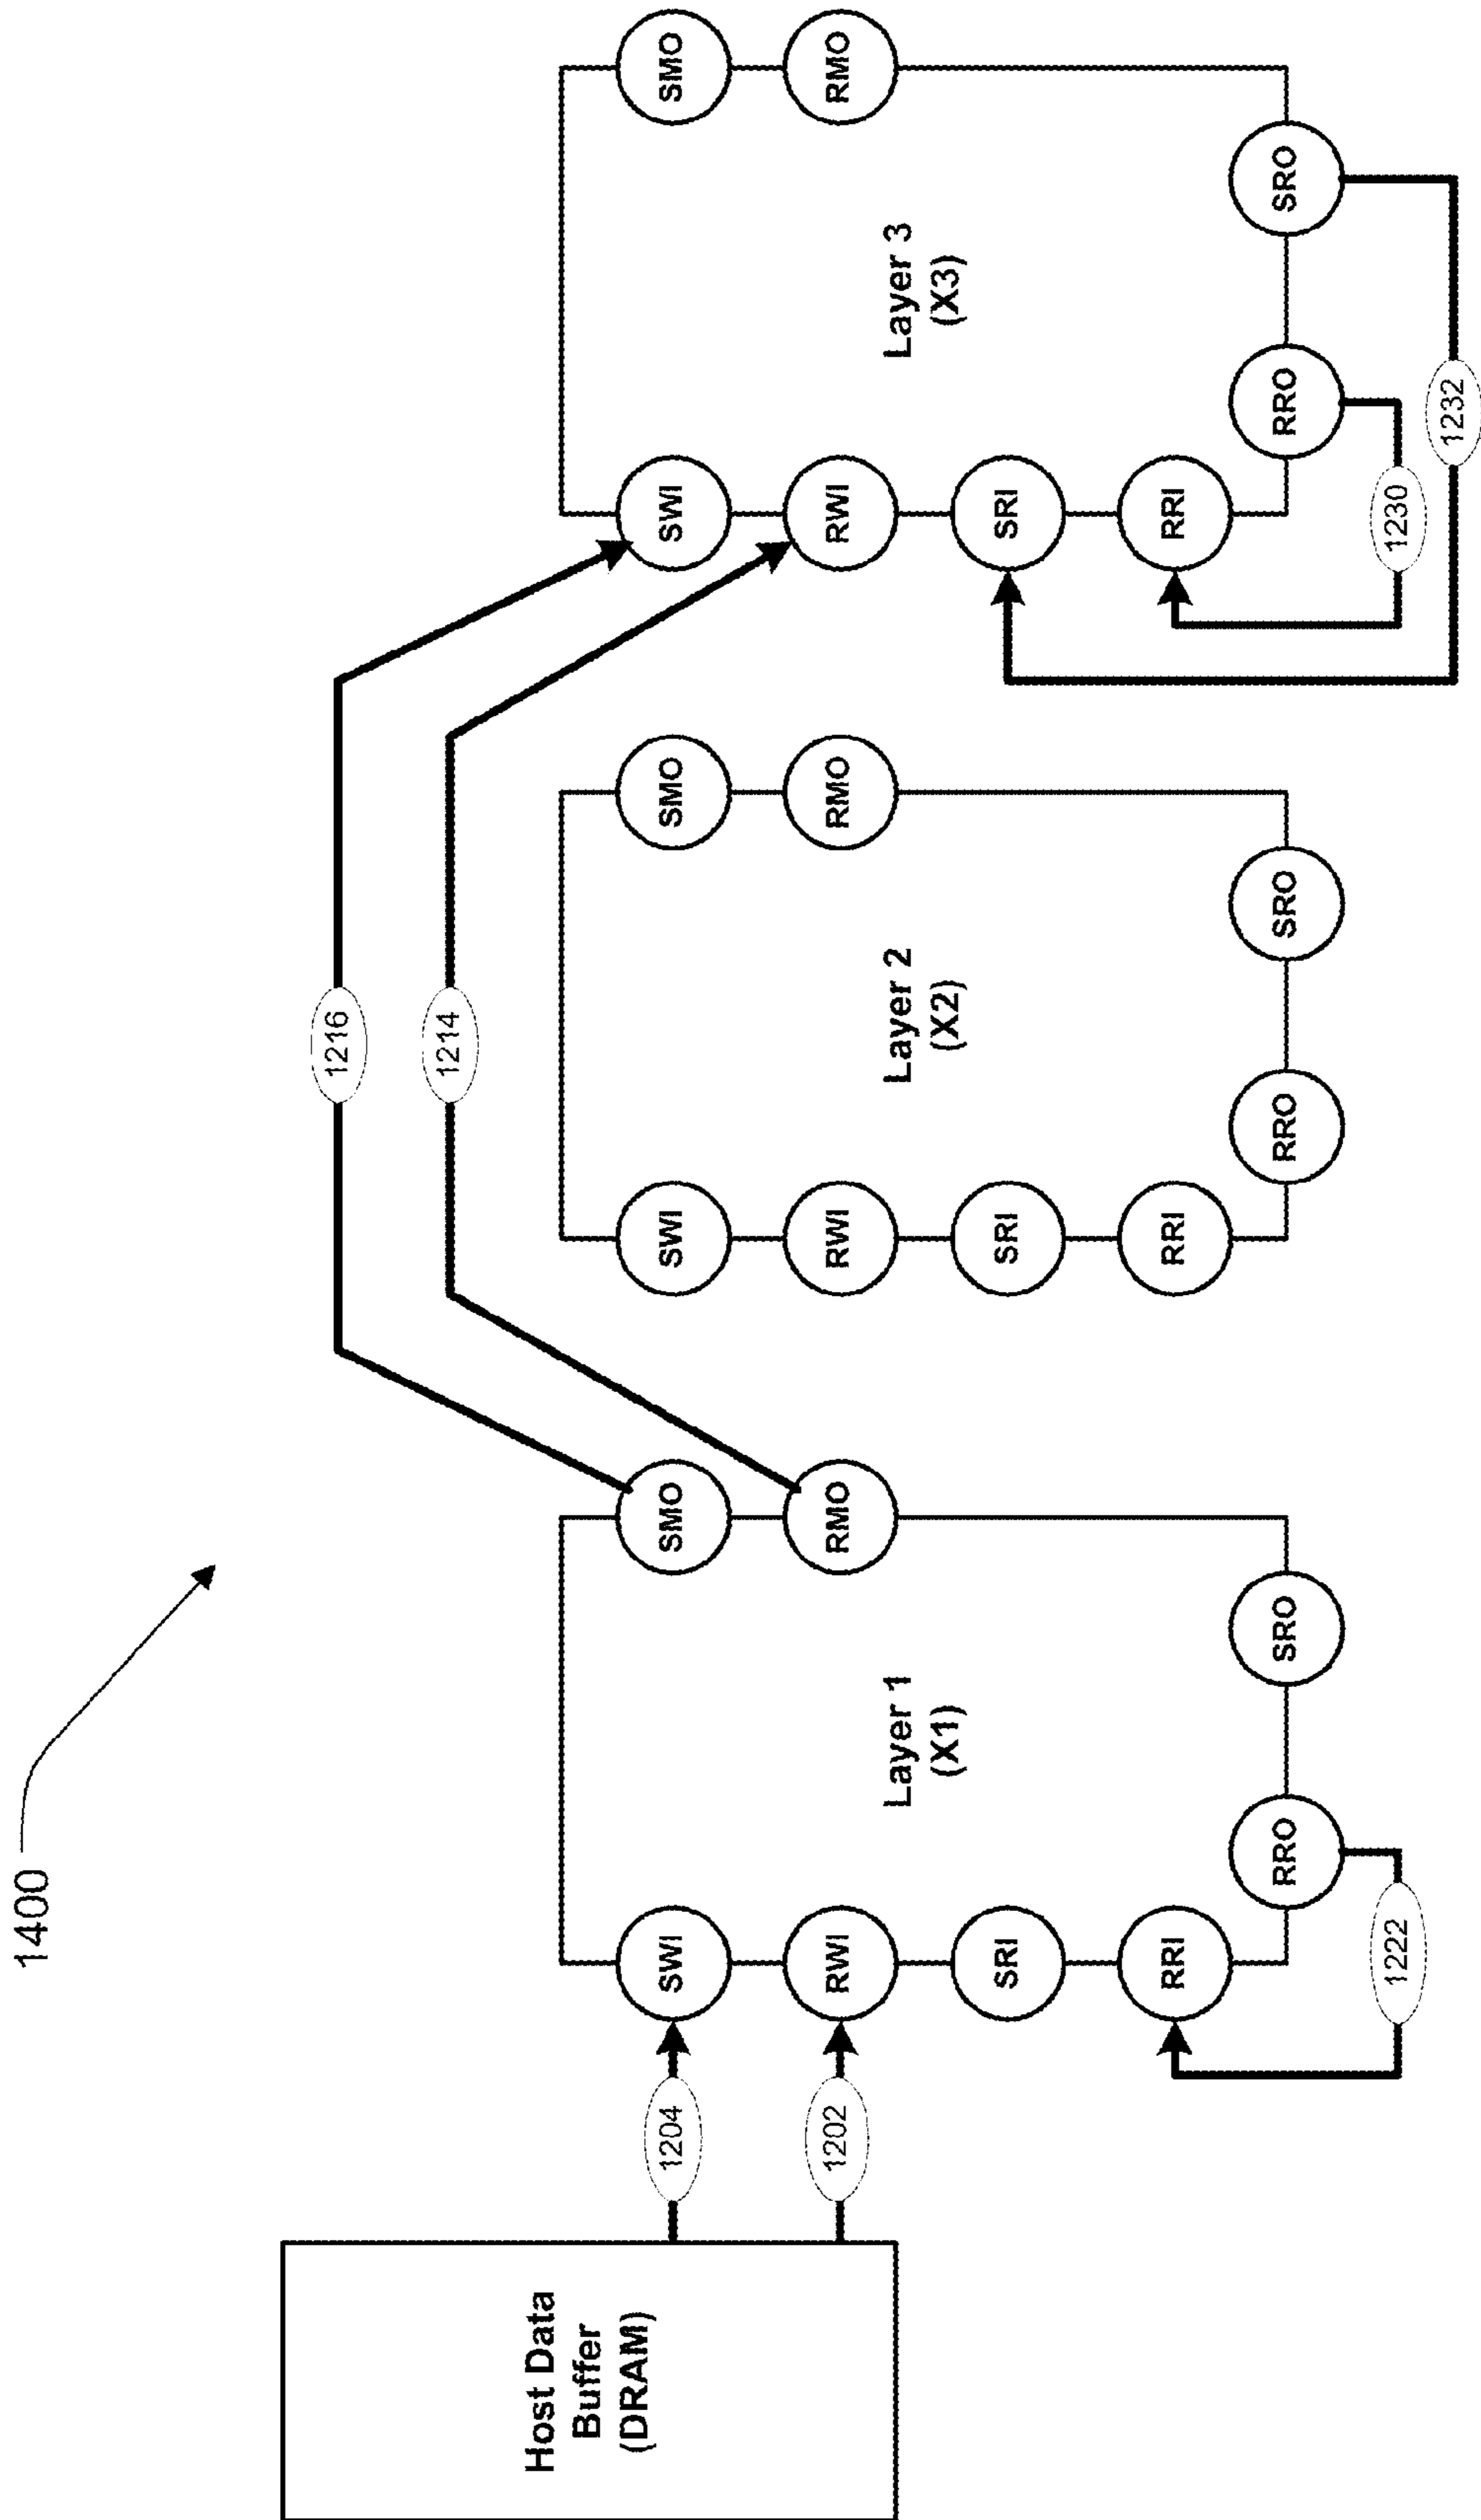 1400
1216
1214
Host Data
Buffer
(DRAM)
1204
1202
SWI
RWI
SRI
RRI
SMO
RMO
Layer 1
(X1)
RRO
SRO
1222
SWI
RWI
SRI
RRI
SMO
RMO
Layer 2
(X2)
RRO
SRO
SWI
RWI
SRI
RRI
SMO
RMO
Layer 3
(X3)
RRO
SRO
1230
1232